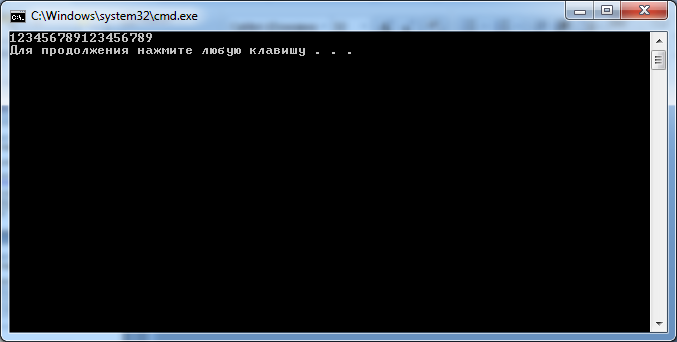 C:\Windows\system32\cmd.exe
123456789123456789
Для продолжения нажмите любую клавишу . . .